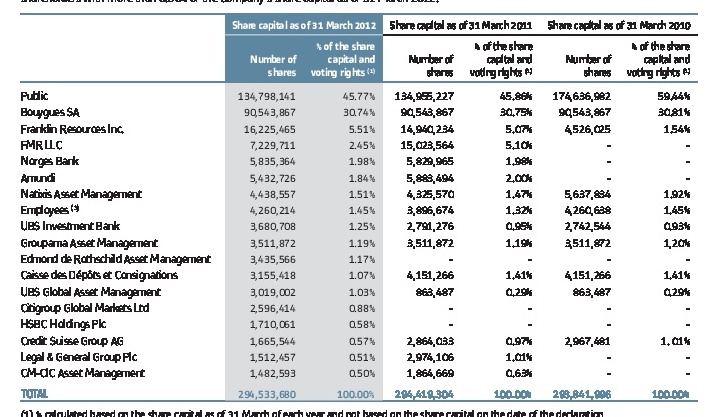 Share capital as of 31 March 2012 Share capital as of 31 March 2011 Share capital as of 31 March 2010
Number of shares % of the share capital and voting rights (1) Number of shares % of the share capital and voting rights (1) Number of shares % of the share capital and voting rights (1)
Public 134,798,141 45.77% 134,955,227 45.86% 174,636,982 59.44%
Bouygues SA 90,543,867 30.74% 90,543,867 30.75% 90,543,867 30.81%
Franklin Resources Inc. 16,225,465 5.51% 14,940,234 5.07% 4,526,025 1.54%
FMR LLC 7,229,711 2.45% 15,023,564 5.10% – –
Norges Bank 5,835,364 1.98% 5,829,965 1.98% – –
Amundi 5,432,726 1.84% 5,883,494 2.00% – –
Natixis Asset Management 4,438,557 1.51% 4,325,570 1.47% 5,637,834 1.92%
Employees 4,260,214 1.45% 3,896,674 1.32% 4,260,638 1.45%
UBS Investment Bank 3,680,708 1.25% 2,791,276 0.95% 2,742,544 0.93%
Groupama Asset Management 3,511,872 1.19% 3,511,872 1.19% 3,511,872 1.20%
Edmond de Rothschild Asset Management 3,435,566 1.17% – – – –
Caisse des Dépôts et Consignations 3,155,418 1.07% 4,151,266 1.41% 4,151,266 1.41%
UBS Global Asset Management 3,019,002 1.03% 863,487 0.29% 863,487 0.29%
Citigroup Global Markets Ltd 2,596,414 0.88% – – – –
HSBC Holdings Plc 1,710,061 0.58% – – – –
Credit Suisse Group AG 1,665,544 0.57% 2,864,033 0.97% 2,967,481 1.01%
Legal & General Group Plc 1,512,457 0.51% 2,974,106 1.01% – –
CM-CIC Asset Management 1,482,593 0.50% 1,864,669 0.63% – –
TOTAL 294,533,680 100.00% 294,419,304 100.00% 293,841,996 100.00%
(1) % calculated based on the share capital as of 31 March of each year and not based on the share capital on the date of the declaration